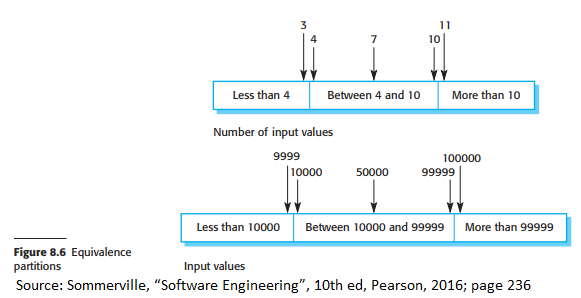 3 11
4 7 10
Less than 4 Between 4 and 10 More than 10
Number of input values
9999 100000
10000 50000 99999
Less than 10000 Between 10000 and 99999 More than 99999
Figure 8.6 Equivalence
partitions
Input values
Source: Sommerville, “Software Engineering”, 10th ed, Pearson, 2016; page 236